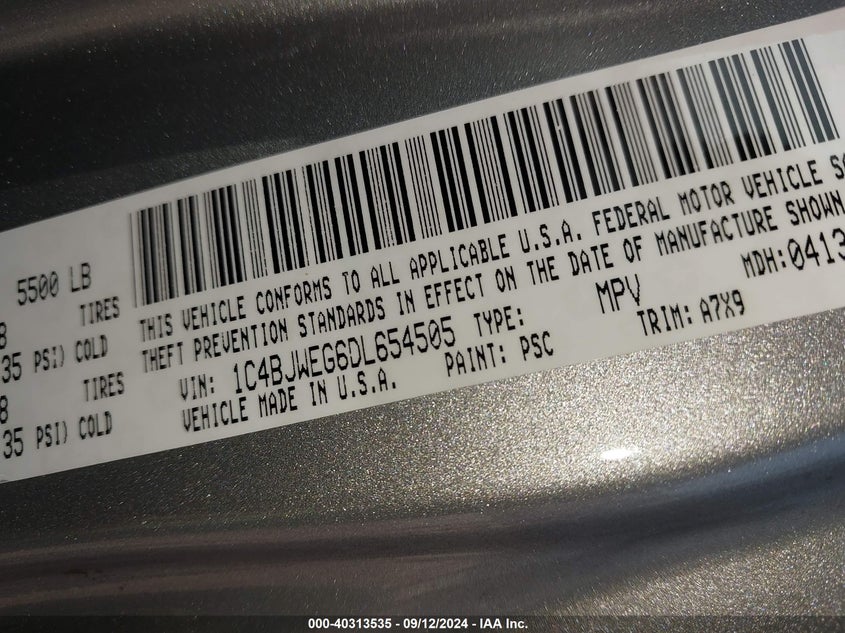 5500 LB
8 TIRES
35 PSI) COLD
8 TIRES
35 PSI) COLD
THIS VEHICLE CONFORMS TO ALL APPLICABLE U.S.A. FEDERAL MOTOR VEHICLE
THEFT PREVENTION STANDARDS IN EFFECT ON THE DATE OF MANUFACTURE SHOWN
VIN: 1C4BJWEG6DL654505 TYPE: MPV MDH: 0413
VEHICLE MADE IN U.S.A. PAINT: PSC TRIM: A7X9
000-40313535 - 09/12/2024 - IAA Inc.